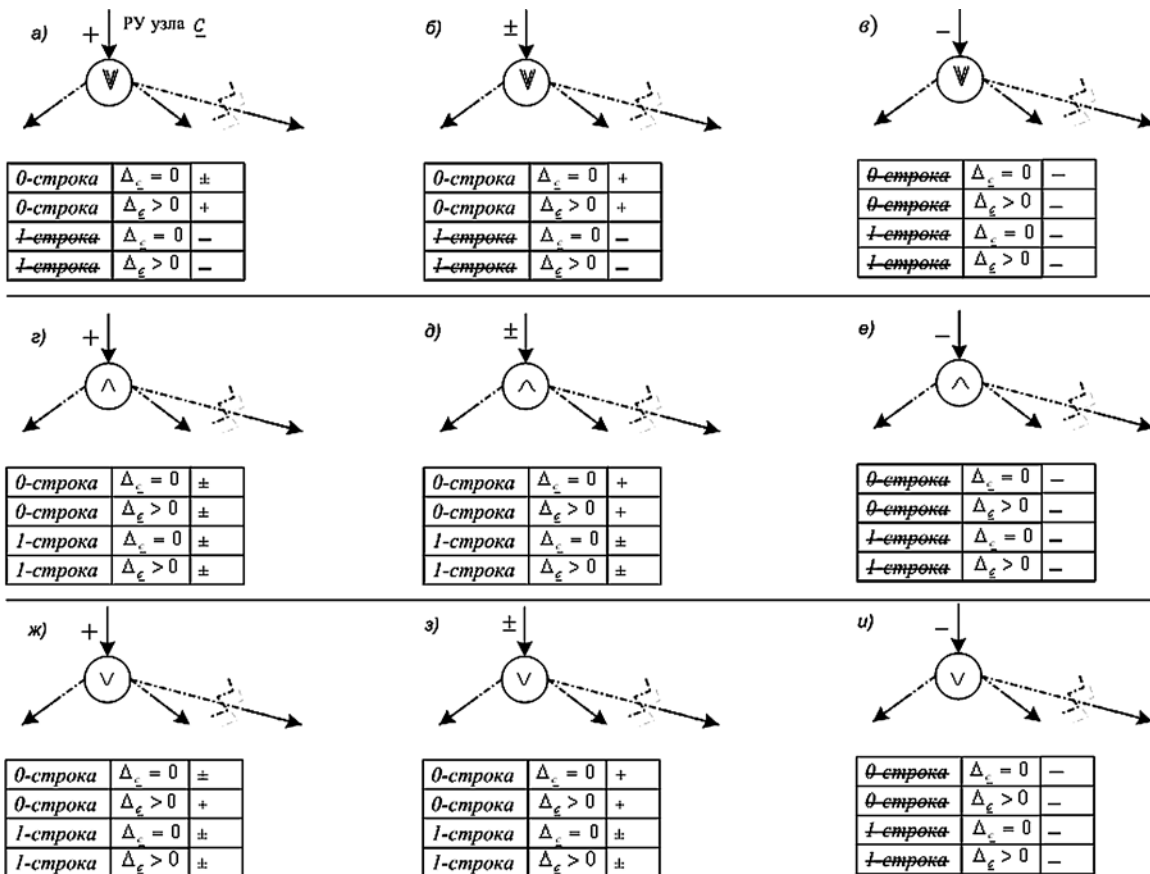 а) + РУ узла C
б) ±
в) −
V V V
0-строка Δc = 0 ±
0-строка Δc > 0 +
1-строка Δc = 0 −
1-строка Δc > 0 −
0-строка Δc = 0 +
0-строка Δc > 0 +
1-строка Δc = 0 −
1-строка Δc > 0 −
0-строка Δc = 0 −
0-строка Δc > 0 −
1-строка Δc = 0 −
1-строка Δc > 0 −
г) +
д) ±
е) −
∧ ∧ ∧
0-строка Δc = 0 ±
0-строка Δc > 0 ±
1-строка Δc = 0 ±
1-строка Δc > 0 ±
0-строка Δc = 0 +
0-строка Δc > 0 +
1-строка Δc = 0 ±
1-строка Δc > 0 ±
0-строка Δc = 0 −
0-строка Δc > 0 −
1-строка Δc = 0 −
1-строка Δc > 0 −
ж) +
з) ±
и) −
∨ ∨ ∨
0-строка Δc = 0 ±
0-строка Δc > 0 +
1-строка Δc = 0 ±
1-строка Δc > 0 ±
0-строка Δc = 0 +
0-строка Δc > 0 +
1-строка Δc = 0 ±
1-строка Δc > 0 ±
0-строка Δc = 0 −
0-строка Δc > 0 −
1-строка Δc = 0 −
1-строка Δc > 0 −